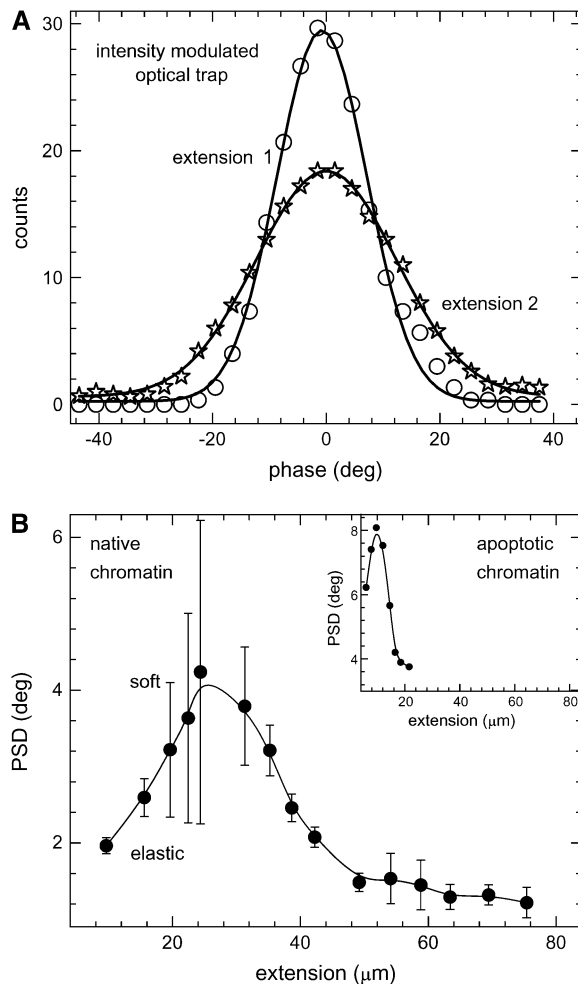 A
intensity modulated
optical trap
extension 1
extension 2
counts
30
20
10
0
-40
-20
0
20
40
phase (deg)
B
native
chromatin
soft
elastic
PSD (deg)
6
4
2
20
40
60
80
extension (μm)
apoptotic
chromatin
PSD (deg)
8
6
4
0
20
40
60
80
extension (μm)